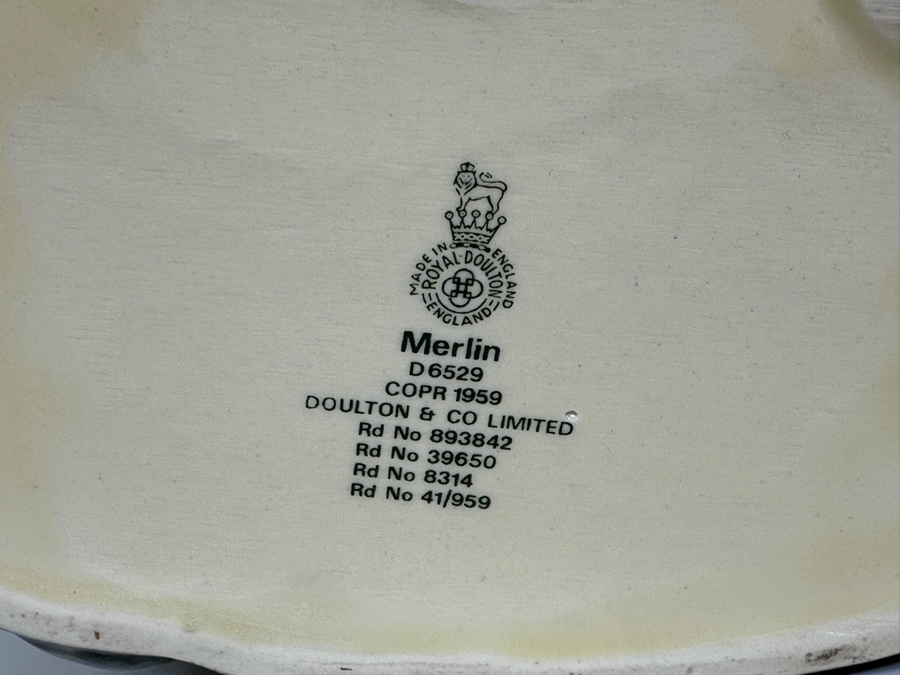 MADE IN ENGLAND
ROYAL-DOULTON
ENGLAND
Merlin
D6529
COPR 1959
DOULTON & CO LIMITED
Rd No 893842
Rd No 39650
Rd No 8314
Rd No 41/959